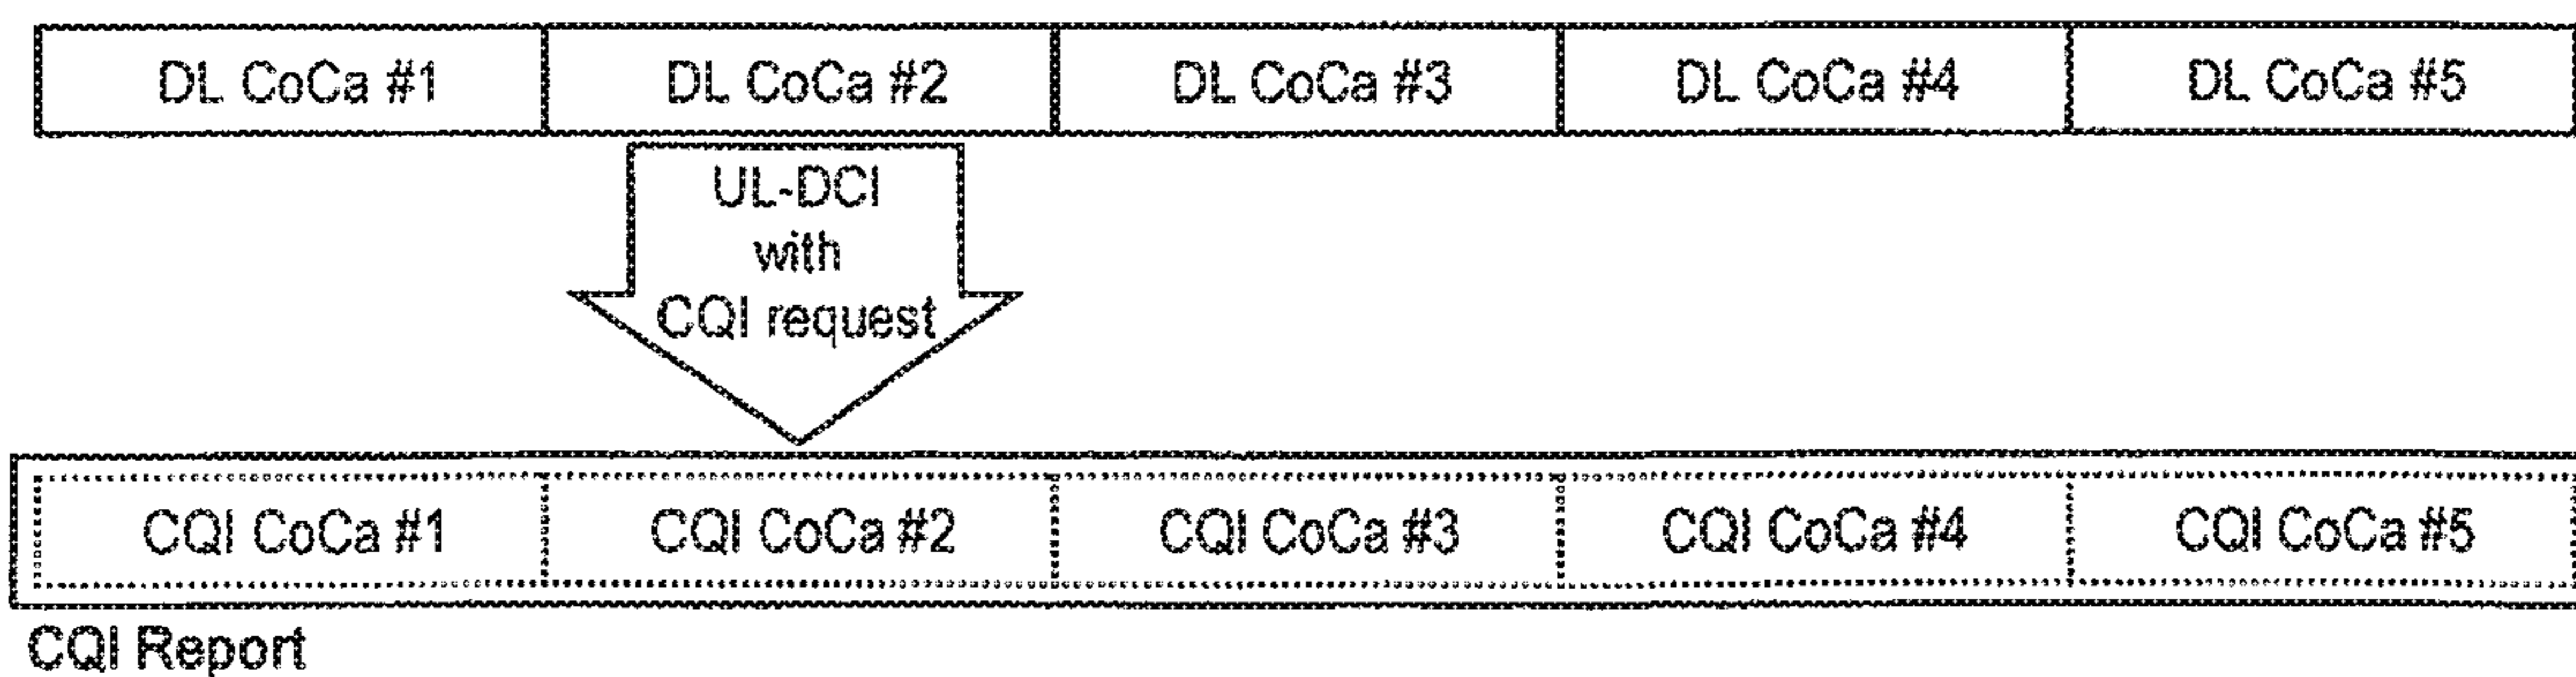 DL CoCa #1 DL CoCa #2 DL CoCa #3 DL CoCa #4 DL CoCa #5
UL-DCI
with
CQI request
CQI CoCa #1 CQI CoCa #2 CQI CoCa #3 CQI CoCa #4 CQI CoCa #5
CQI Report